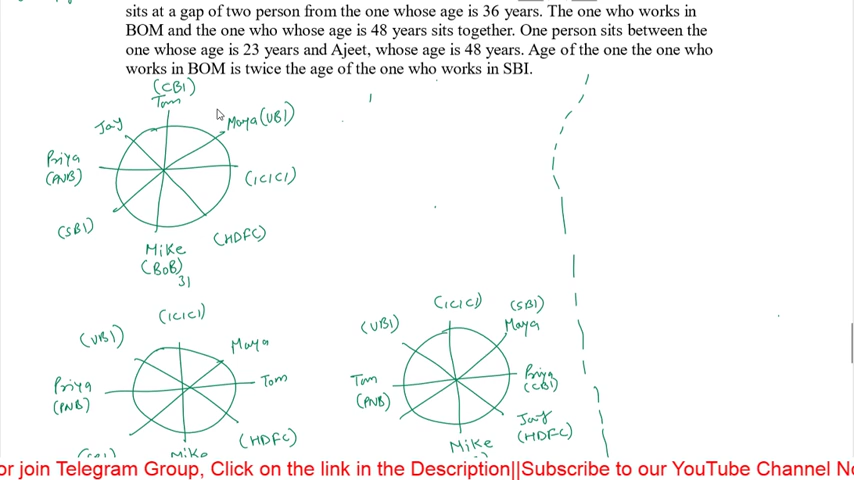 sits at a gap of two person from the one whose age is 36 years. The one who works in
BOM and the one who whose age is 48 years sits together. One person sits between the
one whose age is 23 years and Ajeet, whose age is 48 years. Age of the one the one who
works in BOM is twice the age of the one who works in SBI.
(CBI)
Tom
Jay
Maya (UBI)
Priya
(PNB)
(ICICI)
(SBI)
(HDFC)
Mike
(BOB)
31
(ICICI)
(UBI)
Maya
Priya
(PNB)
Tom
(HDFC)
Mike
(ICICI)
(SBI)
Maya
(UBI)
Tom
(PNB)
Priya
(CBI)
Jay
(HDFC)
Mike
or join Telegram Group, Click on the link in the Description||Subscribe to our YouTube Channel No